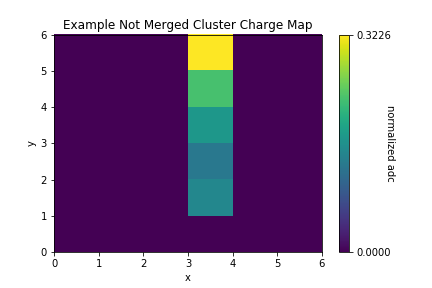 Example Not Merged Cluster Charge Map
6
5
4
3
2
1
0
y
0 1 2 3 4 5 6
x
0.3226
0.0000
normalized adc